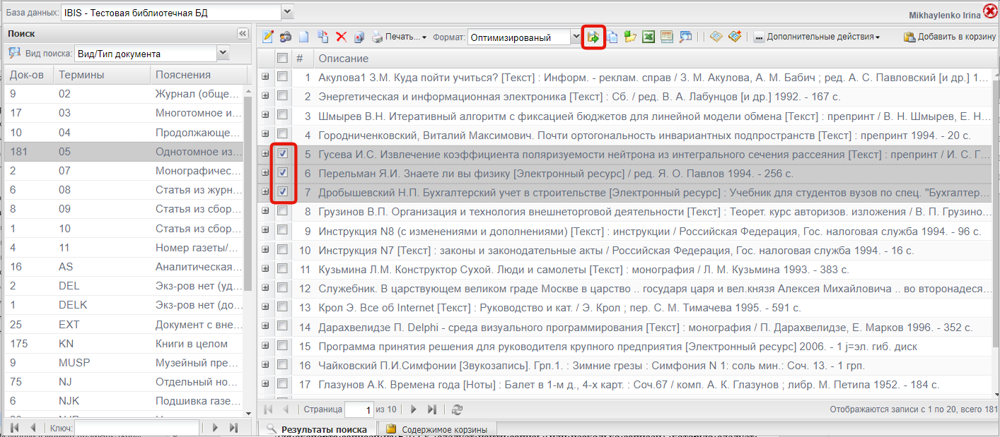 База данных: IBIS - Тестовая библиотечная БД
Mikhaylenko Irina
Поиск
Печать... Формат: Оптимизированый ... Дополнительные действия Добавить в корзину
Вид поиска: Вид/Тип документа
# Описание
Док-ов Термины Пояснения
1 Акулова1 З.М. Куда пойти учиться? [Текст] : Информ. - реклам. справ / З. М. Акулова, А. М. Бабич ; ред. А. С. Павловский [и др.] 1...
9 02 Журнал (обще...
2 Энергетическая и информационная электроника [Текст] : Сб. / ред. В. А. Лабунцов [и др.] 1992. - 167 с.
17 03 Многотомное и...
3 Шмырев В.Н. Итеративный алгоритм с фиксацией бюджетов для линейной модели обмена [Текст] : препринт / В. Н. Шмырев, Е. Н...
10 04 Продолжающе...
4 Городниченковский, Виталий Максимович. Почти ортогональность инвариантных подпространств [Текст] : препринт 1994. - 20 с.
181 05 Однотомное из...
5 Гусева И.С. Извлечение коэффициента поляризуемости нейтрона из интегрального сечения рассеяния [Текст] : препринт / И. С. Г...
2 07 Монографичес...
6 Перельман Я.И. Знаете ли вы физику [Электронный ресурс] / ред. Я. О. Павлов 1994. - 256 с.
6 08 Статья из журн...
7 Дробышевский Н.П. Бухгалтерский учет в строительстве [Электронный ресурс] : Учебник для студентов вузов по спец. "Бухгалтер...
8 09 Статья из сбор...
8 Грузинов В.П. Организация и технология внешнеторговой деятельности [Текст] : Теорет. курс авторизов. изложения / В. П. Грузино...
1 10 Статья из сбор...
9 Инструкция N8 (с изменениями и дополнениями) [Текст] : инструкции / Российская Федерация, Гос. налоговая служба 1994. - 96 с.
4 11 Номер газеты/...
10 Инструкция N7 [Текст] : законы и законодательные акты / Российская Федерация, Гос. налоговая служба 1994. - 16 с.
16 AS Аналитическая...
11 Кузьмина Л.М. Конструктор Сухой. Люди и самолеты [Текст] : монография / Л. М. Кузьмина 1993. - 383 с.
2 DEL Экз-ров нет (уд...
12 Служебник. В царствующем великом граде Москве в царство .. государя царя и вел.князя Алексея Михайловича .. во второнадеся...
1 DELK Экз-ров нет (до...
13 Крол Э. Все об Internet [Текст] : Руководство и кат. / Э. Крол ; пер. С. М. Тимачева 1995. - 591 с.
25 EXT Документ с вне...
14 Дарахвелидзе П. Delphi - среда визуального программирования [Текст] : монография / П. Дарахвелидзе, Е. Марков 1996. - 352 с.
175 KN Книги в целом
15 Программа принятия решения для руководителя крупного предприятия [Электронный ресурс] 2006. - 1 j=эл. гиб. диск
9 MUSP Музейный пре...
16 Чайковский П.И.Симфонии [Звукозапись]. Грп.1. : Зимние грезы : Симфония N 1: соль мин.: Соч. 13. - 1 грп.
75 NJ Отдельный но...
17 Глазунов А.К. Времена года [Ноты] : Балет в 1-м д., 4-х карт. : Соч.67 / комп. А. К. Глазунов ; либр. М. Петипа 1952. - 184 с.
6 NJK Подшивка газе...
Страница 1 из 10 Отображаются записи с 1 по 20, всего 181
Ключ:
Результаты поиска Содержимое корзины